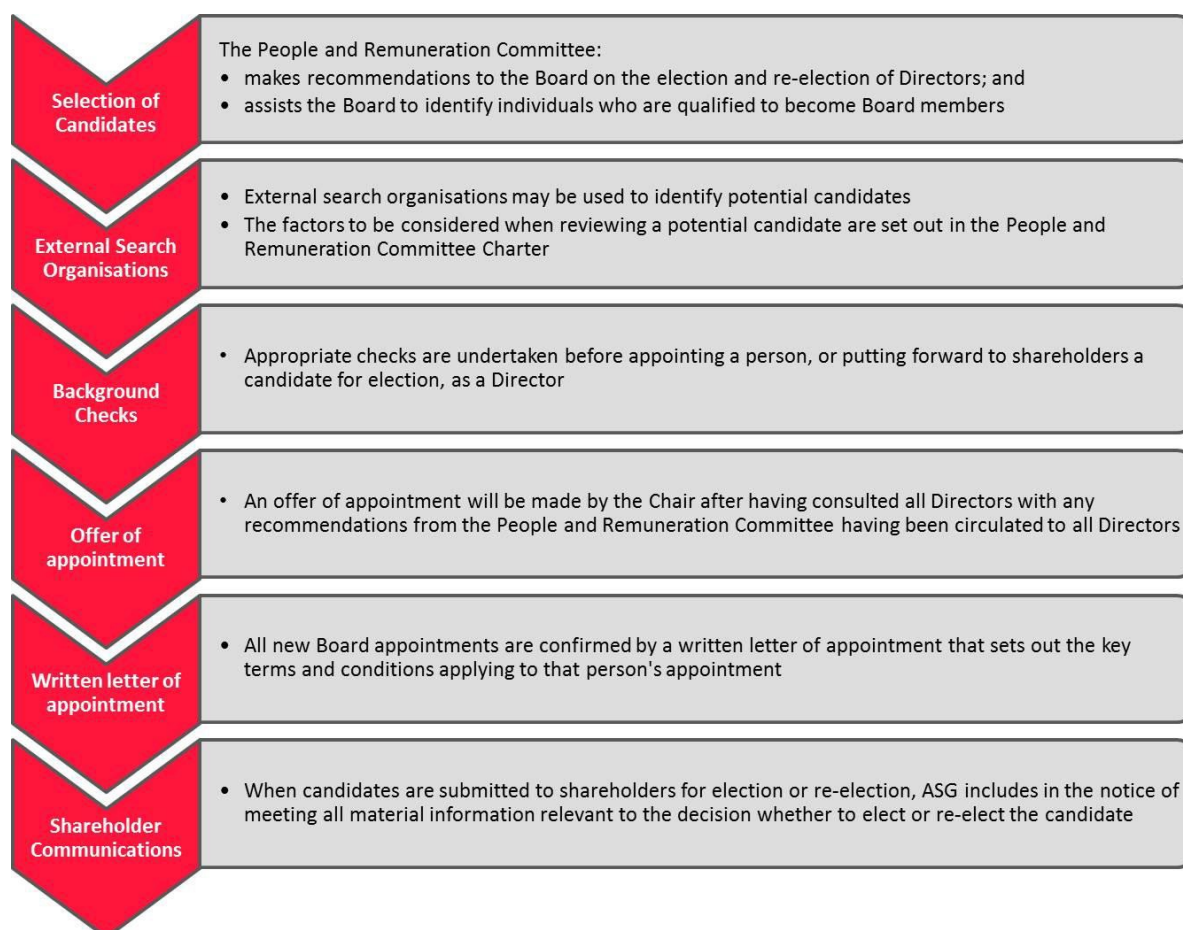 Selection of
Candidates
The People and Remuneration Committee:
• makes recommendations to the Board on the election and re-election of Directors; and
• assists the Board to identify individuals who are qualified to become Board members
External Search
Organisations
• External search organisations may be used to identify potential candidates
• The factors to be considered when reviewing a potential candidate are set out in the People and
Remuneration Committee Charter
Background
Checks
• Appropriate checks are undertaken before appointing a person, or putting forward to shareholders a
candidate for election, as a Director
Offer of
appointment
• An offer of appointment will be made by the Chair after having consulted all Directors with any
recommendations from the People and Remuneration Committee having been circulated to all Directors
Written letter of
appointment
• All new Board appointments are confirmed by a written letter of appointment that sets out the key
terms and conditions applying to that person's appointment
Shareholder
Communications
• When candidates are submitted to shareholders for election or re-election, ASG includes in the notice of
meeting all material information relevant to the decision whether to elect or re-elect the candidate